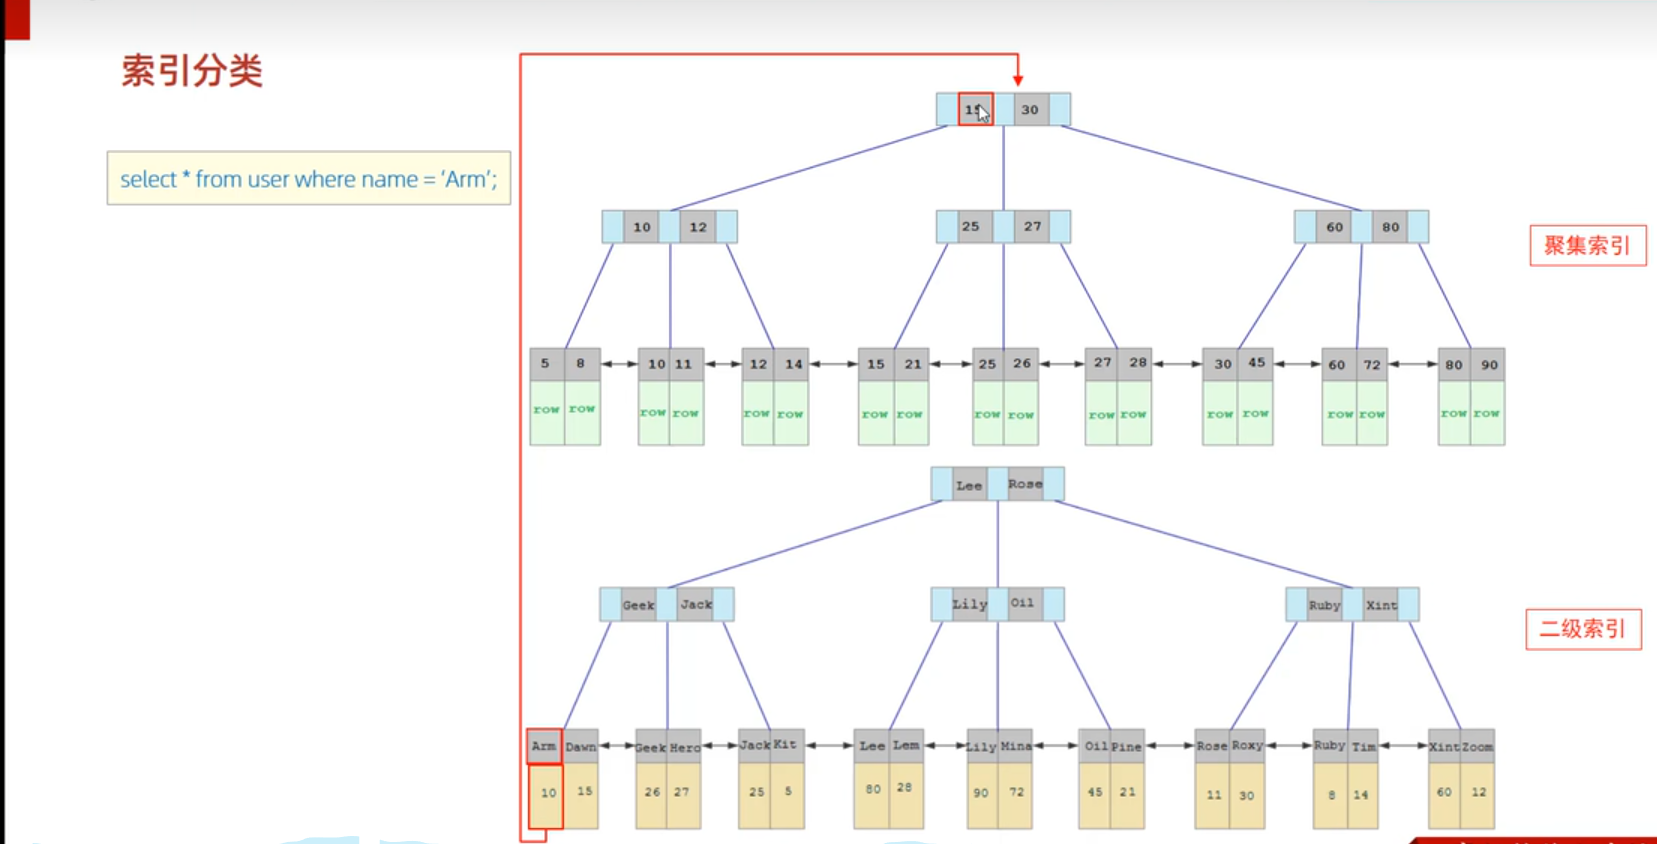 索引分类
select * from user where name = ‘Arm’;
15 30
10 12 25 27 60 80
聚集索引
5 8 10 11 12 14 15 21 25 26 27 28 30 45 60 72 80 90
row row row row row row row row row row row row row row row row row row
Lee Rose
Geek Jack Lily Oil Ruby Xint
二级索引
Arm Dawn Geek Hero Jack Kit Lee Lem Lily Mina Oil Pine Rose Roxy Ruby Tim Xint Zoom
10 15 26 27 25 5 80 28 90 72 45 21 11 30 8 14 60 12